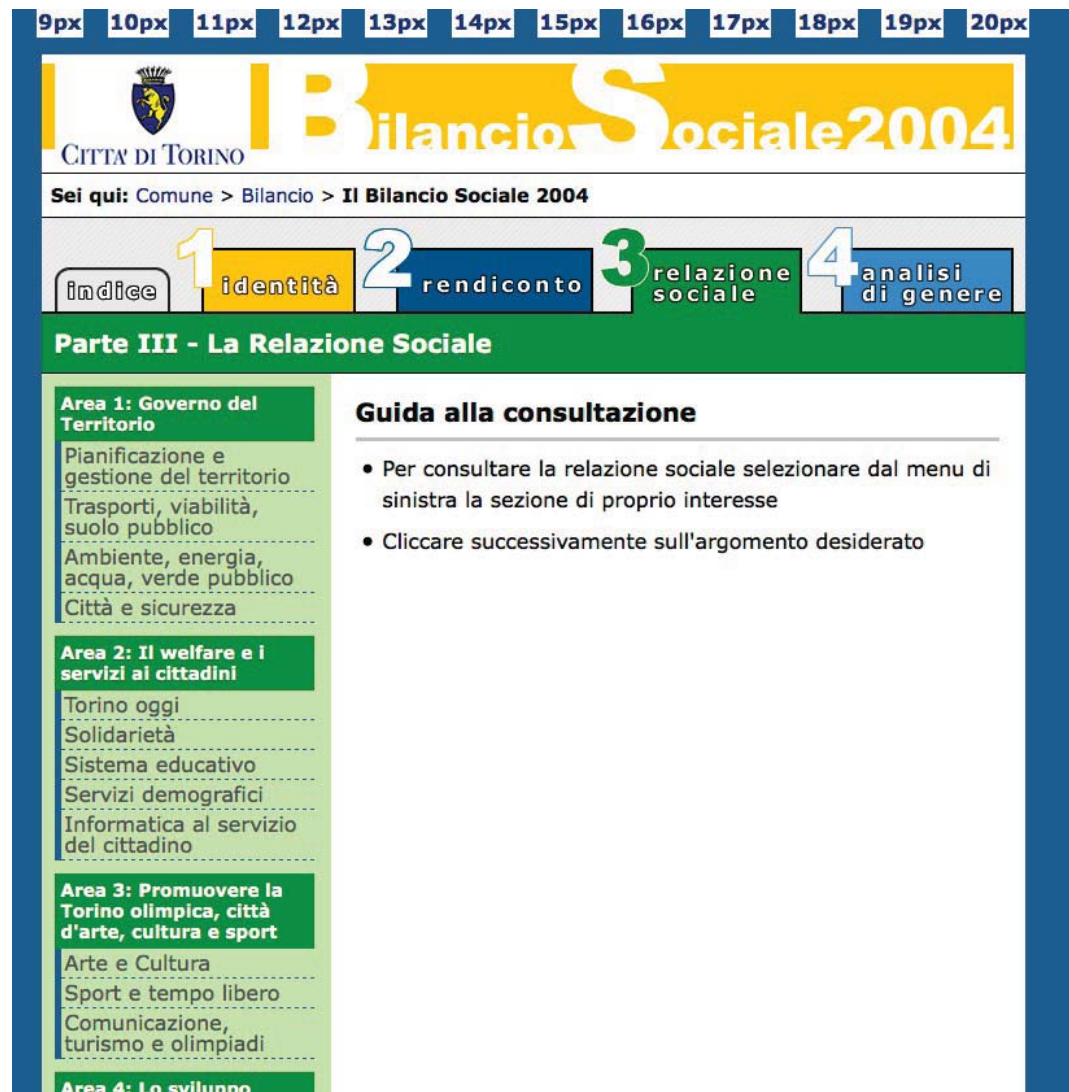 9px 10px 11px 12px 13px 14px 15px 16px 17px 18px 19px 20px
CITTA' DI TORINO
Bilancio Sociale 2004
Sei qui: Comune > Bilancio > Il Bilancio Sociale 2004
indice
1 identità
2 rendiconto
3 relazione
sociale
4 analisi
di genere
Parte III - La Relazione Sociale
Area 1: Governo del
Territorio
Pianificazione e
gestione del territorio
Trasporti, viabilità,
suolo pubblico
Ambiente, energia,
acqua, verde pubblico
Città e sicurezza
Area 2: Il welfare e i
servizi ai cittadini
Torino oggi
Solidarietà
Sistema educativo
Servizi demografici
Informatica al servizio
del cittadino
Area 3: Promuovere la
Torino olimpica, città
d'arte, cultura e sport
Arte e Cultura
Sport e tempo libero
Comunicazione,
turismo e olimpiadi
Area 4: Lo sviluppo
Guida alla consultazione
• Per consultare la relazione sociale selezionare dal menu di
sinistra la sezione di proprio interesse
• Cliccare successivamente sull'argomento desiderato